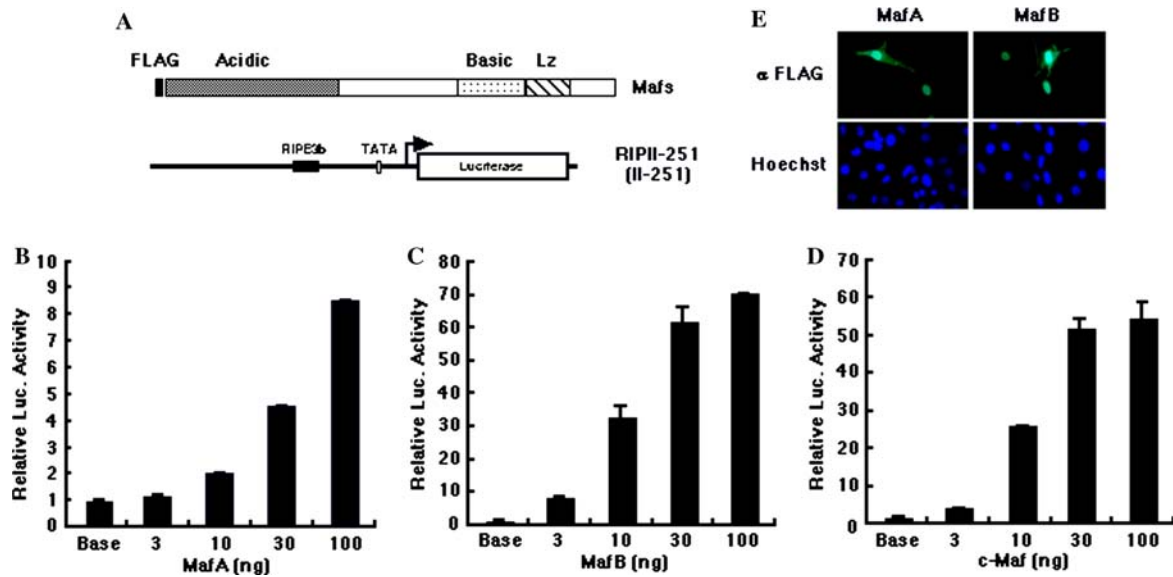 A
FLAG Acidic Basic Lz
Mafs
RIPE3b TATA
Luciferase
RIPII-251
(II-251)
E
MafA MafB
α FLAG
Hoechst
B
10
9
8
7
6
5
4
3
2
1
0
Relative Luc. Activity
Base 3 10 30 100
MafA (ng)
C
80
70
60
50
40
30
20
10
0
Relative Luc. Activity
Base 3 10 30 100
MafB (ng)
D
70
60
50
40
30
20
10
0
Relative Luc. Activity
Base 3 10 30 100
c-Maf (ng)